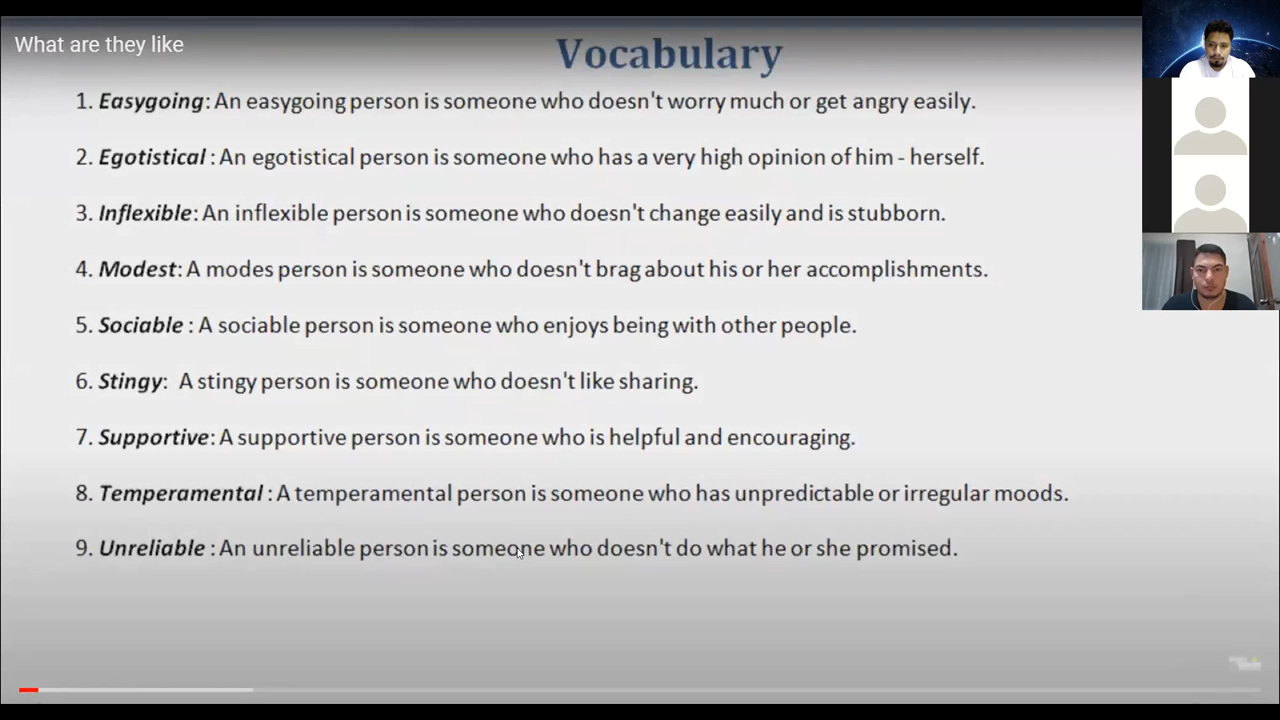 What are they like
Vocabulary
1. Easygoing: An easygoing person is someone who doesn't worry much or get angry easily.
2. Egotistical : An egotistical person is someone who has a very high opinion of him - herself.
3. Inflexible: An inflexible person is someone who doesn't change easily and is stubborn.
4. Modest: A modes person is someone who doesn't brag about his or her accomplishments.
5. Sociable : A sociable person is someone who enjoys being with other people.
6. Stingy:  A stingy person is someone who doesn't like sharing.
7. Supportive: A supportive person is someone who is helpful and encouraging.
8. Temperamental : A temperamental person is someone who has unpredictable or irregular moods.
9. Unreliable : An unreliable person is someone who doesn't do what he or she promised.